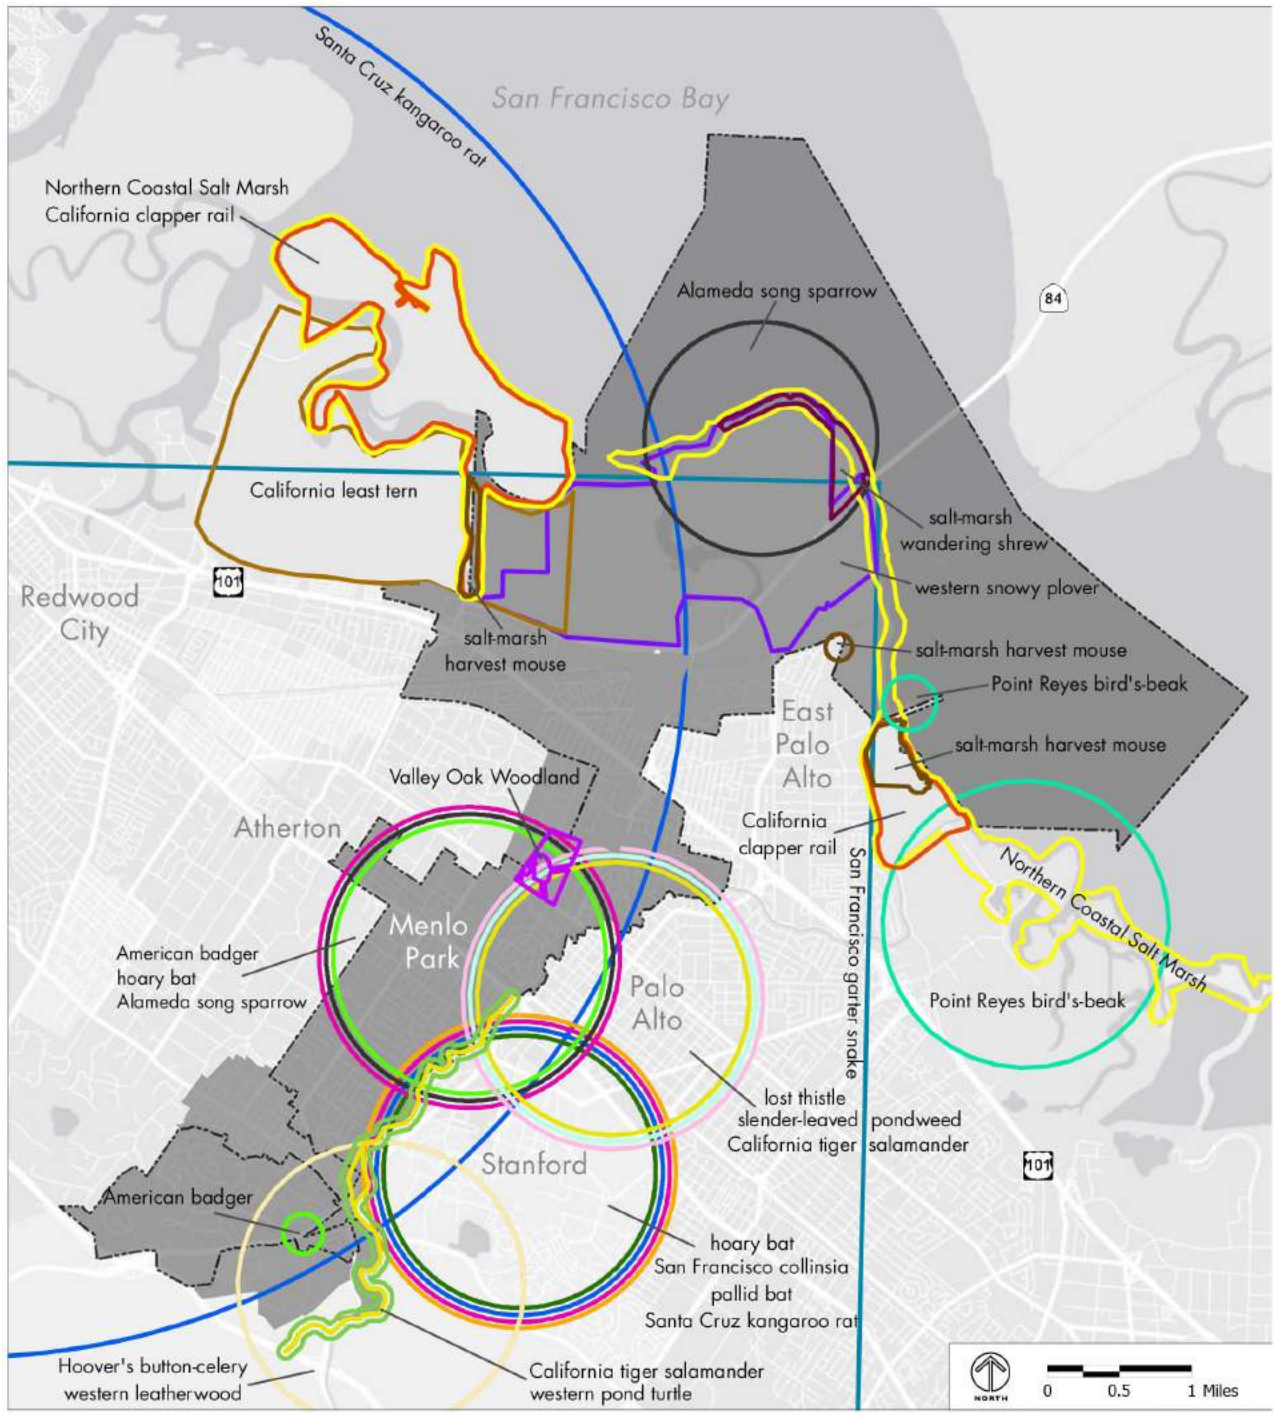 Santa Cruz kangaroo rat
San Francisco Bay
Northern Coastal Salt Marsh
California clapper rail
84
Alameda song sparrow
California least tern
salt-marsh
wandering shrew
101
western snowy plover
Redwood
City
salt-marsh
harvest mouse
salt-marsh harvest mouse
Point Reyes bird's-beak
East
Palo
Alto
salt-marsh harvest mouse
Valley Oak Woodland
Atherton
California
clapper rail
San Francisco garter snake
Northern Coastal Salt Marsh
Menlo
Park
American badger
hoary bat
Alameda song sparrow
Palo
Alto
Point Reyes bird's-beak
lost thistle
slender-leaved pondweed
California tiger salamander
Stanford
101
American badger
hoary bat
San Francisco collinsia
pallid bat
Santa Cruz kangaroo rat
Hoover's button-celery
western leatherwood
California tiger salamander
western pond turtle
NORTH
0 0.5 1 Miles